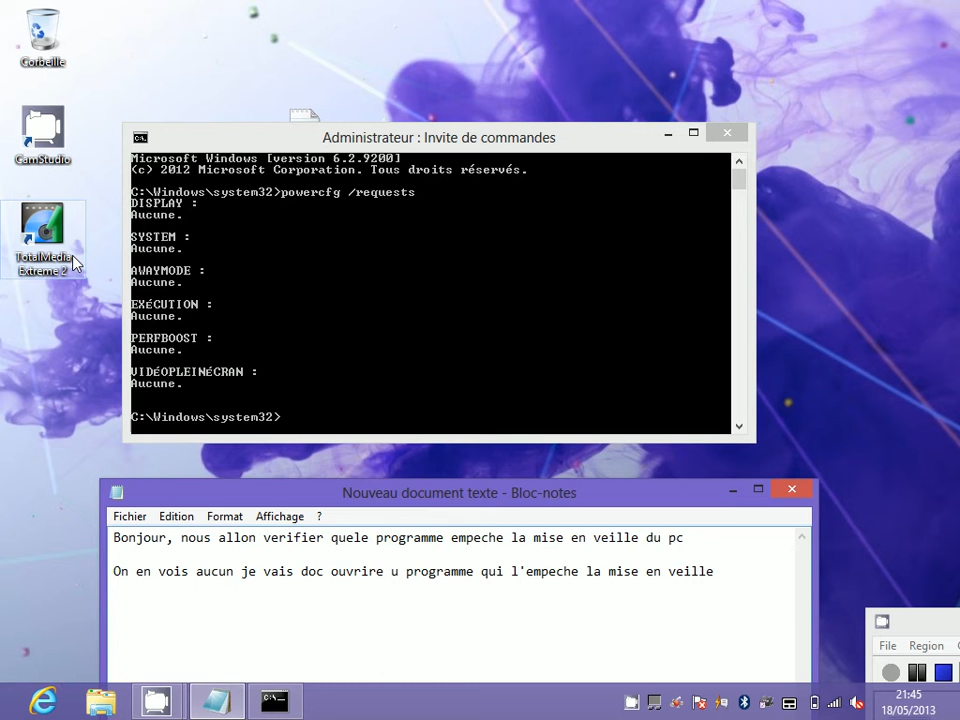 Corbeille
CamStudio
TotalMedia
Extreme 2
Administrateur : Invite de commandes
Microsoft Windows [version 6.2.9200]
(c) 2012 Microsoft Corporation. Tous droits réservés.
C:\Windows\system32>powercfg /requests
DISPLAY :
Aucune.
SYSTEM :
Aucune.
AWAYMODE :
Aucune.
EXÉCUTION :
Aucune.
PERFBOOST :
Aucune.
VIDÉOPLEINÉCRAN :
Aucune.
C:\Windows\system32>
Nouveau document texte - Bloc-notes
Fichier Edition Format Affichage ?
Bonjour, nous allon verifier quele programme empeche la mise en veille du pc
On en vois aucun je vais doc ouvrire u programme qui l'empeche la mise en veille
File Region
21:45
18/05/2013